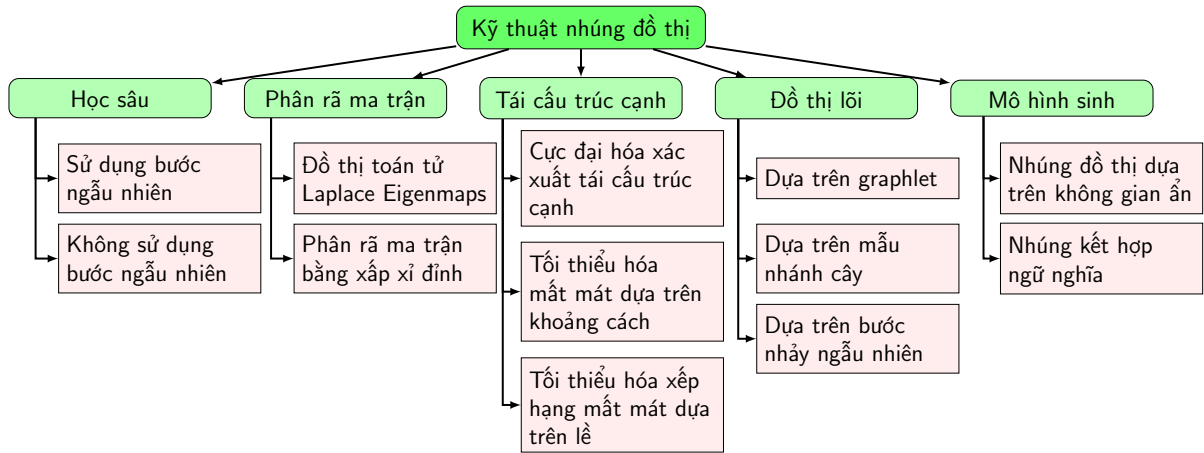 Kỹ thuật nhúng đồ thị
Học sâu
Sử dụng bước
ngẫu nhiên
Không sử dụng
bước ngẫu nhiên
Phân rã ma trận
Đồ thị toán tử
Laplace Eigenmaps
Phân rã ma trận
bằng xấp xỉ đỉnh
Tái cấu trúc cạnh
Cực đại hóa xác
xuất tái cấu trúc
cạnh
Tối thiểu hóa
mất mát dựa trên
khoảng cách
Tối thiểu hóa xếp
hạng mất mát dựa
trên lề
Đồ thị lõi
Dựa trên graphlet
Dựa trên mẫu
nhánh cây
Dựa trên bước
nhảy ngẫu nhiên
Mô hình sinh
Nhúng đồ thị dựa
trên không gian ẩn
Nhúng kết hợp
ngữ nghĩa